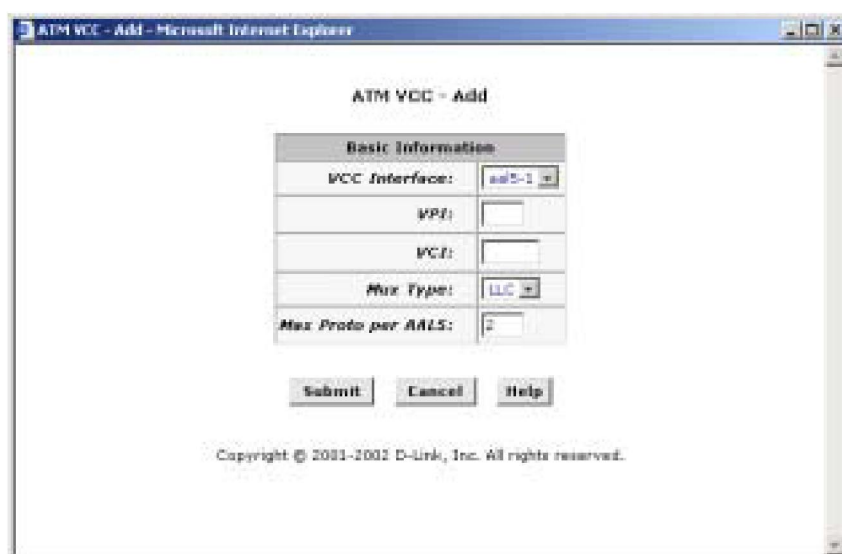 ATM VCC - Add - Microsoft Internet Explorer
ATM VCC - Add
Basic Information
VCC Interface: aal5-1
VPI:
VCI:
Mux Type: LLC
Max Proto per AAL5: 2
Submit Cancel Help
Copyright © 2001-2002 D-Link, Inc. All rights reserved.